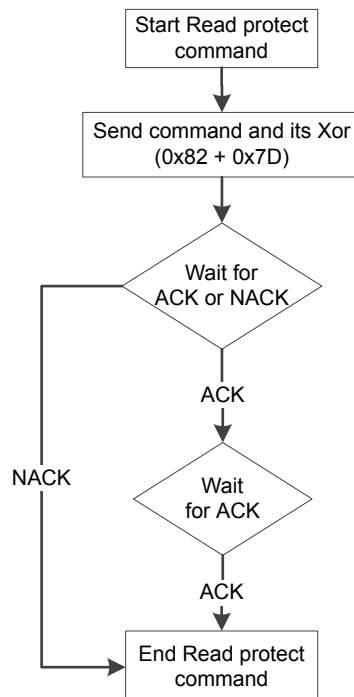 Start Read protect
command
Send command and its Xor
(0x82 + 0x7D)
Wait for
ACK or NACK
ACK
NACK
Wait
for ACK
ACK
End Read protect
command